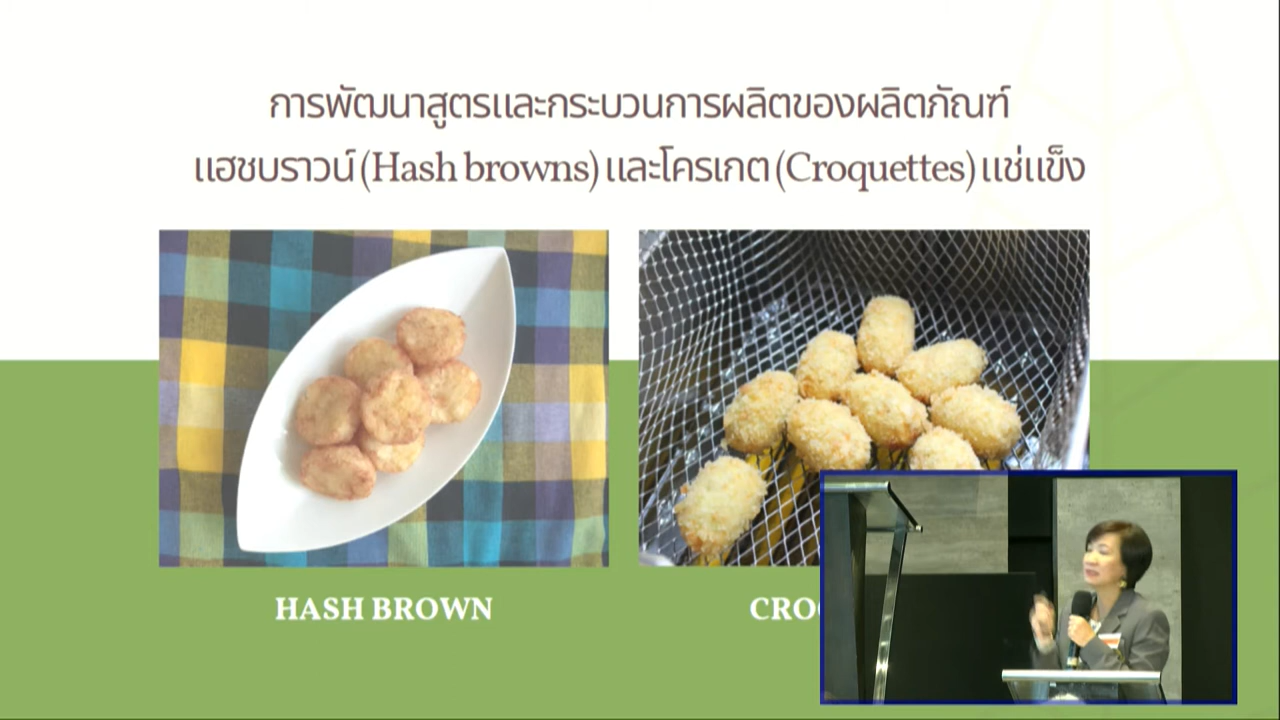 การพัฒนาสูตรและกระบวนการผลิตของผลิตภัณฑ์
แฮชบราวน์ (Hash browns) และโครเกต (Croquettes) แช่แข็ง
HASH BROWN